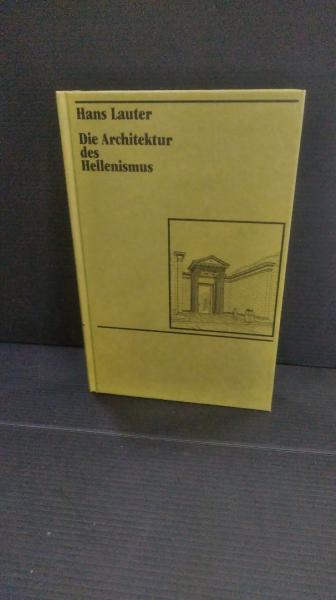 Hans Lauter
Die Architektur
des
Hellenismus